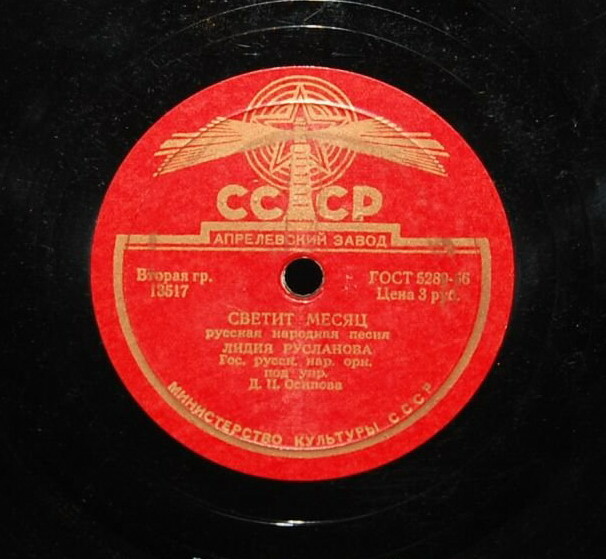 СССР
АПРЕЛЕВСКИЙ ЗАВОД
Вторая гр.
13517
ГОСТ 5289-56
Цена 3 руб.
СВЕТИТ МЕСЯЦ
русская народная песня
ЛИДИЯ РУСЛАНОВА
Гос. русск. нар. орк.
под упр.
Д. П. Осипова
МИНИСТЕРСТВО КУЛЬТУРЫ СССР